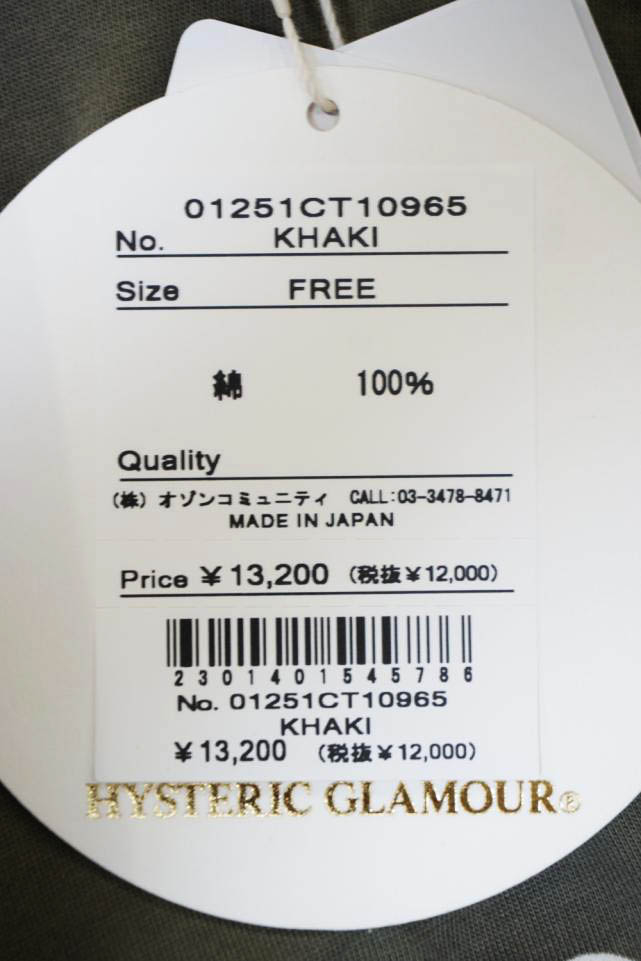 01251CT10965
No. KHAKI
Size FREE
綿 100%
Quality
(株) オゾンコミュニティ CALL:03-3478-8471
MADE IN JAPAN
Price ¥13,200 (税抜¥12,000)
2301401545786
No. 01251CT10965
KHAKI
¥13,200 (税抜¥12,000)
HYSTERIC GLAMOUR®